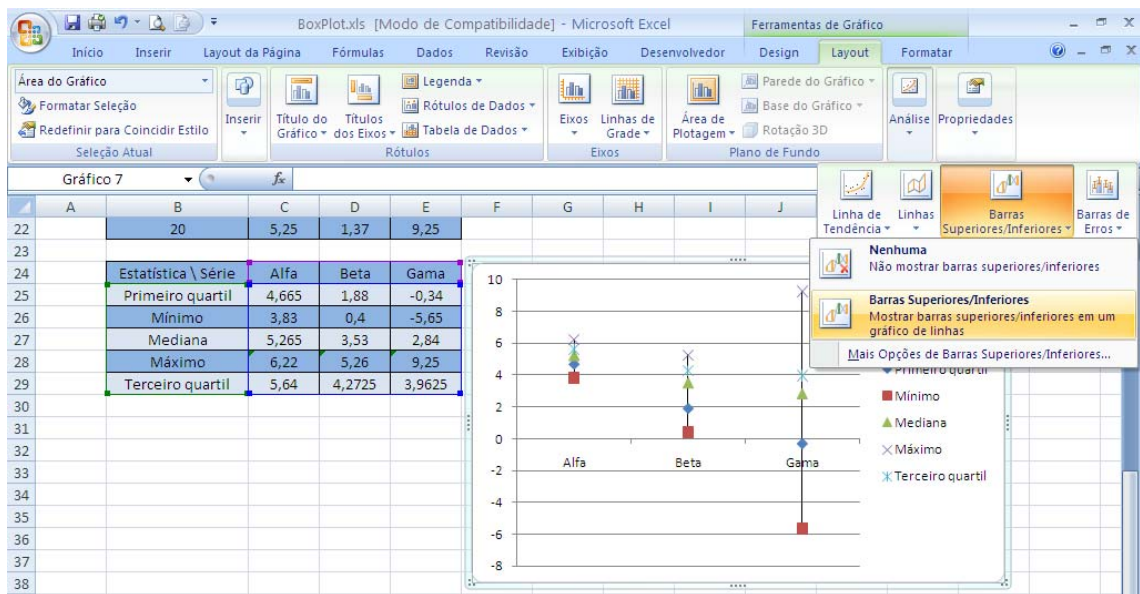 BoxPlot.xls [Modo de Compatibilidade] - Microsoft Excel
Ferramentas de Gráfico
Início Inserir Layout da Página Fórmulas Dados Revisão Exibição Desenvolvedor Design Layout Formatar
Área do Gráfico
Formatar Seleção
Redefinir para Coincidir Estilo
Seleção Atual
Inserir
Título do Gráfico
Títulos dos Eixos
Legenda
Rótulos de Dados
Tabela de Dados
Rótulos
Eixos
Linhas de Grade
Eixos
Área de Plotagem
Parede do Gráfico
Base do Gráfico
Rotação 3D
Plano de Fundo
Análise
Propriedades
Gráfico 7
fx
Linha de Tendência
Linhas
Barras Superiores/Inferiores
Barras de Erros
Nenhuma
Não mostrar barras superiores/inferiores
Barras Superiores/Inferiores
Mostrar barras superiores/inferiores em um
gráfico de linhas
Mais Opções de Barras Superiores/Inferiores...
A B C D E F G H I J
22 20 5,25 1,37 9,25
23
24 Estatística \ Série Alfa Beta Gama
25 Primeiro quartil 4,665 1,88 -0,34
26 Mínimo 3,83 0,4 -5,65
27 Mediana 5,265 3,53 2,84
28 Máximo 6,22 5,26 9,25
29 Terceiro quartil 5,64 4,2725 3,9625
30
31
32
33
34
35
36
37
38
10
8
6
4
2
0
-2
-4
-6
-8
Alfa Beta Gama
Primeiro quartil
Mínimo
Mediana
Máximo
Terceiro quartil